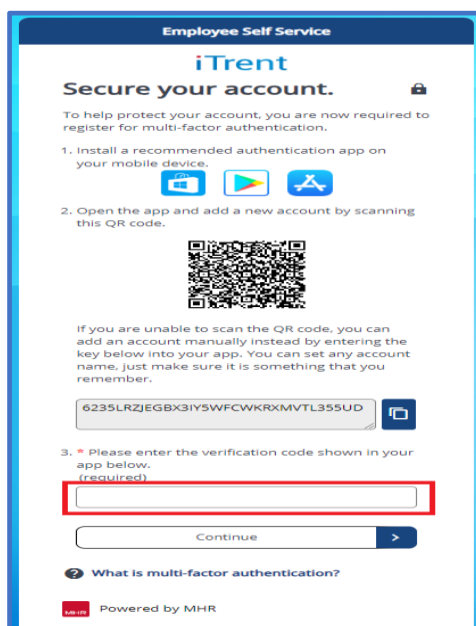 Employee Self Service
iTrent
Secure your account.
To help protect your account, you are now required to
register for multi-factor authentication.
1. Install a recommended authentication app on
your mobile device.
2. Open the app and add a new account by scanning
this QR code.
If you are unable to scan the QR code, you can
add an account manually instead by entering the
key below into your app. You can set any account
name, just make sure it is something that you
remember.
6235LRZJEGBX3IY5WFCWKRXMVTL355UD
3. * Please enter the verification code shown in your
app below.
(required)
Continue >
? What is multi-factor authentication?
MHR Powered by MHR